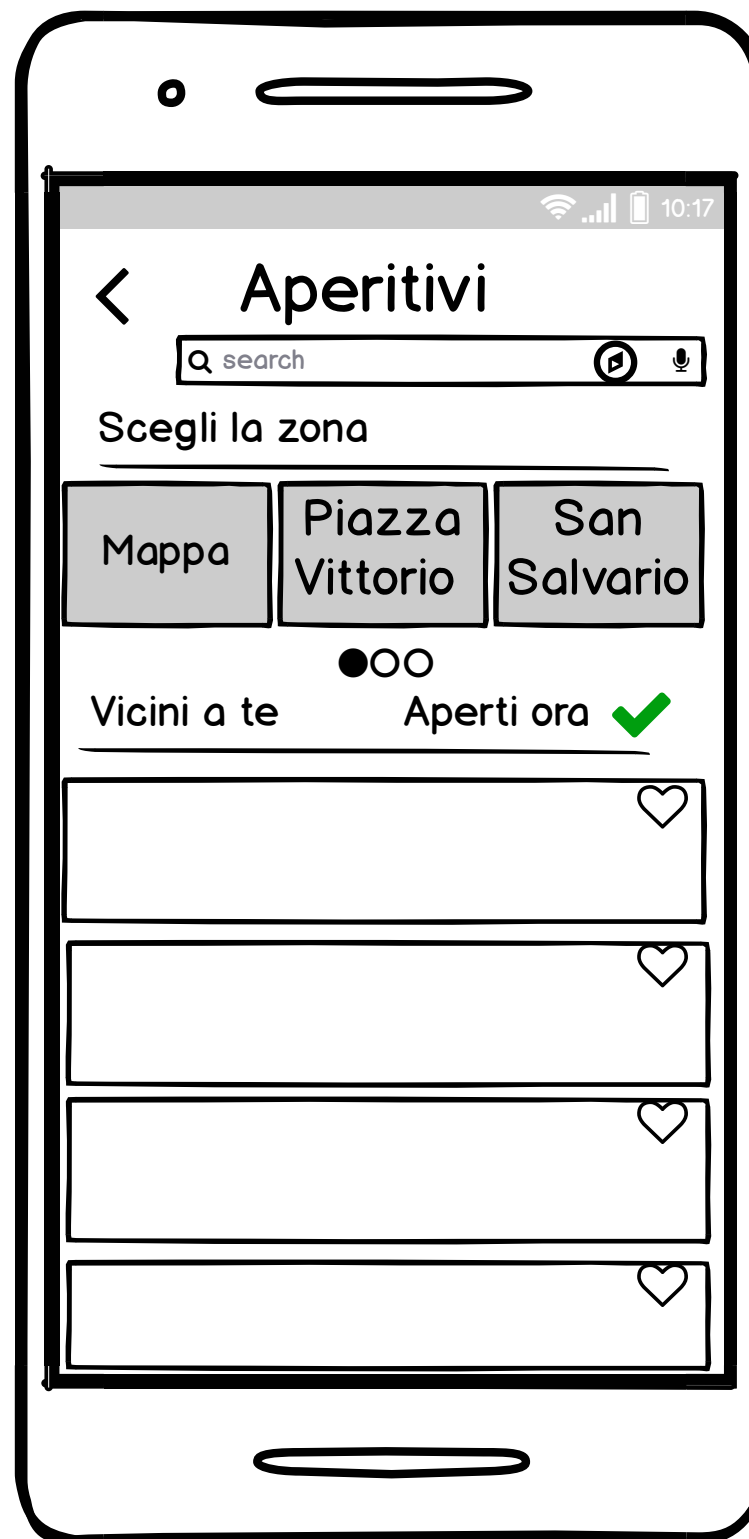 10:17
Aperitivi
search
Scegli la zona
Mappa
Piazza
Vittorio
San
Salvario
Vicini a te
Aperti ora